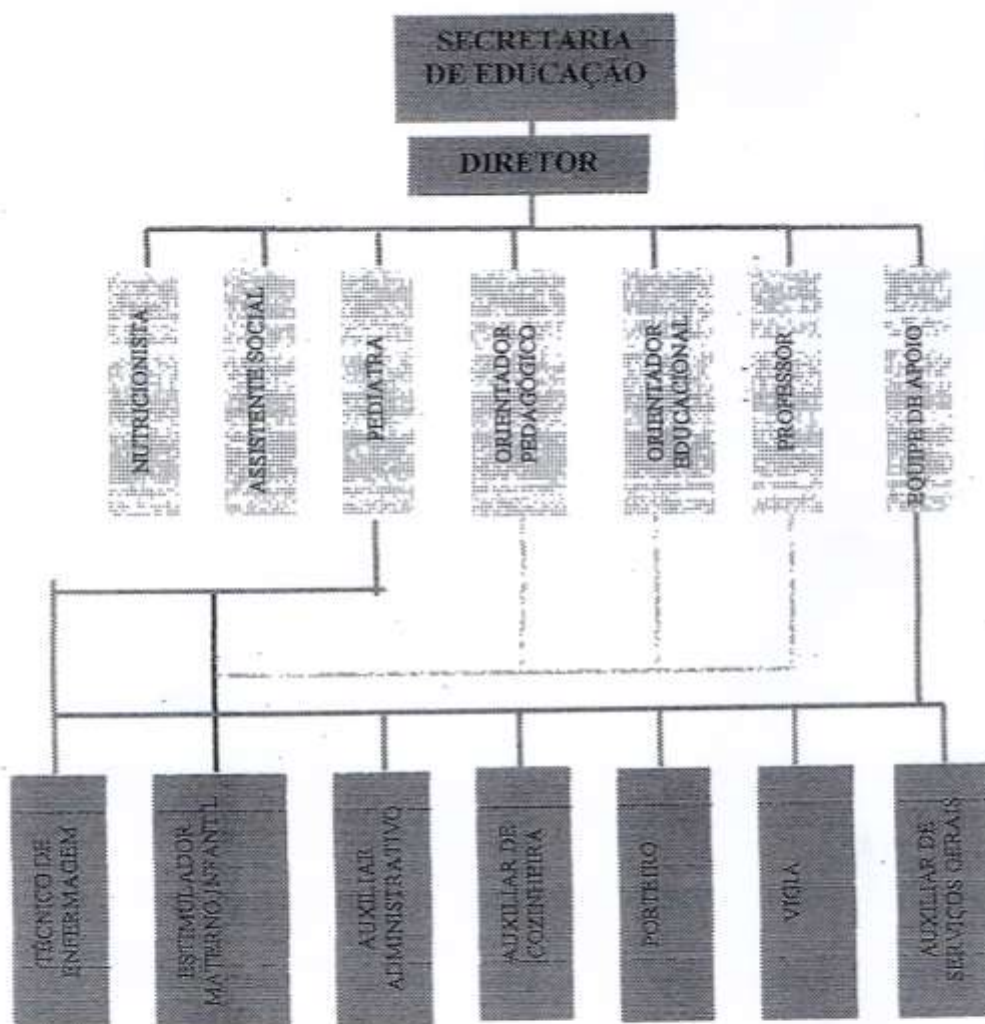 SECRETARIA
DE EDUCAÇÃO
DIRETOR
NUTRICIONISTA
ASSISTENTE SOCIAL
PEDIATRA
ORIENTADOR
PEDAGÓGICO
ORIENTADOR
EDUCACIONAL
PROFESSOR
EQUIPE DE APOIO
TÉCNICO DE
ENFERMAGEM
ESTIMULADOR
MATERNO/INFANTIL
AUXILIAR
ADMINISTRATIVO
AUXILIAR DE
COZINHEIRA
PORTEIRO
VIGIA
AUXILIAR DE
SERVIÇOS GERAIS